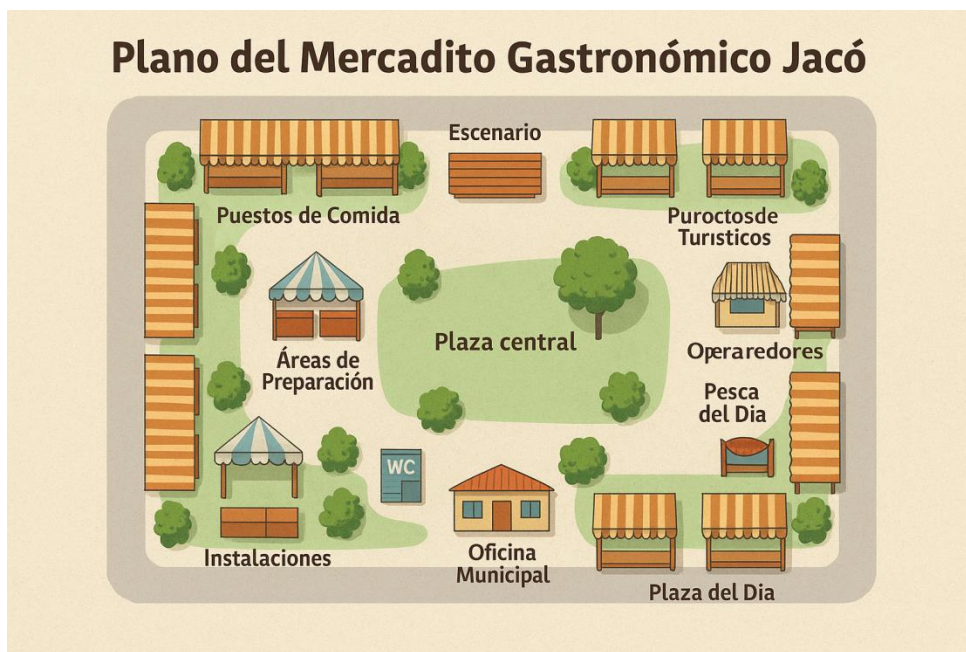 Plano del Mercadito Gastronómico Jacó
Escenario
Puestos de Comida
Puroctosde
Turısticos
Plaza central
Operaredores
Áreas de
Preparación
Pesca
del Dia
WC
Instalaciones
Oficina
Municipal
Plaza del Dia